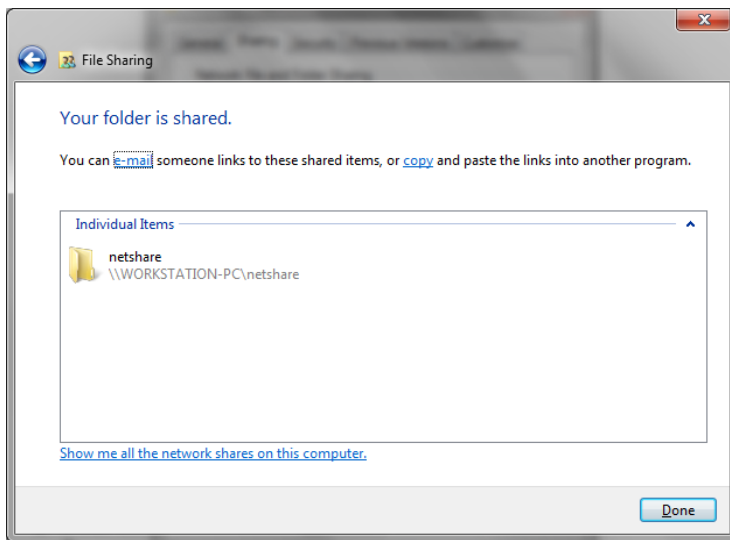 File Sharing
Your folder is shared.
You can e-mail someone links to these shared items, or copy and paste the links into another program.
Individual Items
netshare
\\WORKSTATION-PC\netshare
Show me all the network shares on this computer.
Done